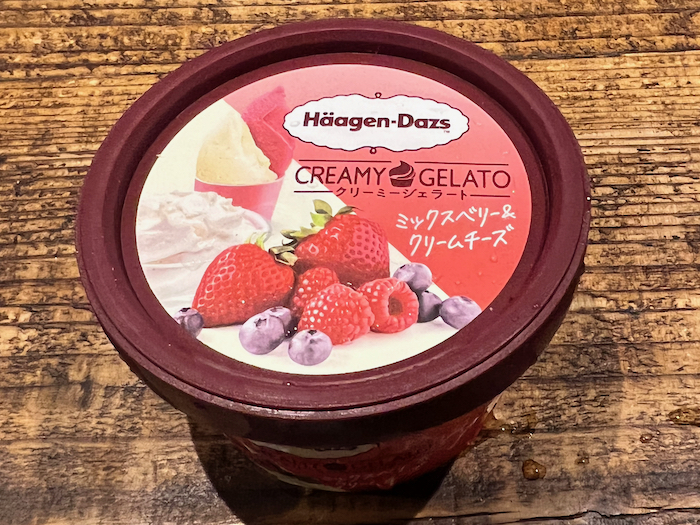 Häagen-Dazs
CREAMY GELATO
クリーミージェラート
ミックスベリー&
クリームチーズ